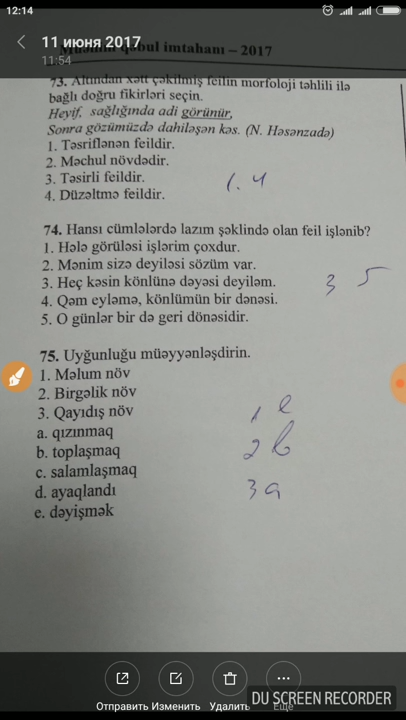 12:14
11 июня 2017
11:54
Müəllim qəbul imtahanı – 2017
73. Altından xətt çəkilmiş feilin morfoloji təhlili ilə
bağlı doğru fikirləri seçin.
Heyif, sağlığında adi görünür,
Sonra gözümüzdə dahiləşən kəs. (N. Həsənzadə)
1. Təsriflənən feildir.
2. Məchul növdədir.
3. Təsirli feildir.
4. Düzəltmə feildir.
1. 4
74. Hansı cümlələrdə lazım şəklində olan feil işlənib?
1. Hələ görüləsi işlərim çoxdur.
2. Mənim sizə deyiləsi sözüm var.
3. Heç kəsin könlünə dəyəsi deyiləm.
4. Qəm eyləmə, könlümün bir dənəsi.
5. O günlər bir də geri dönəsidir.
3 5
75. Uyğunluğu müəyyənləşdirin.
1. Məlum növ
2. Birgəlik növ
3. Qayıdış növ
a. qızınmaq
b. toplaşmaq
c. salamlaşmaq
d. ayaqlandı
e. dəyişmək
1 e
2 b
3 a
Отправить Изменить Удалить Ещё
DU SCREEN RECORDER